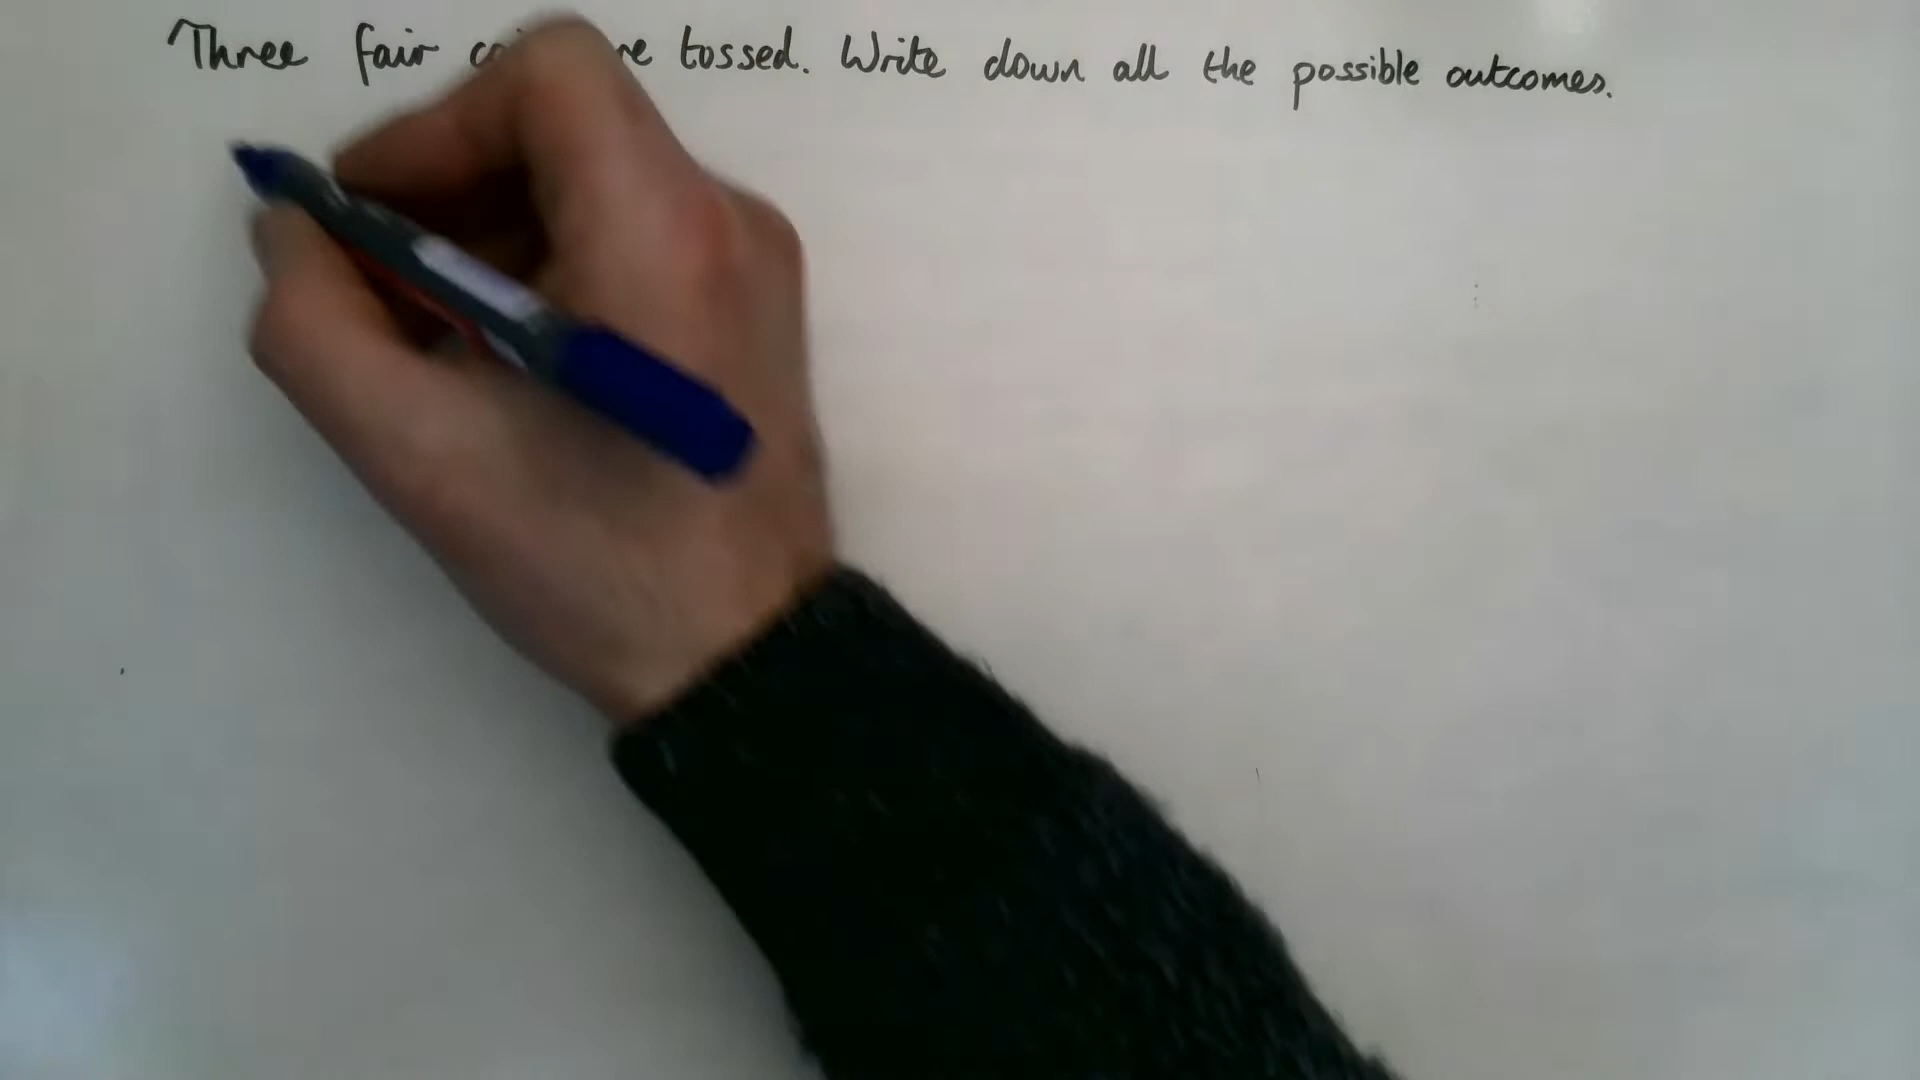 Three fair tossed. Write down all the possible outcomes.